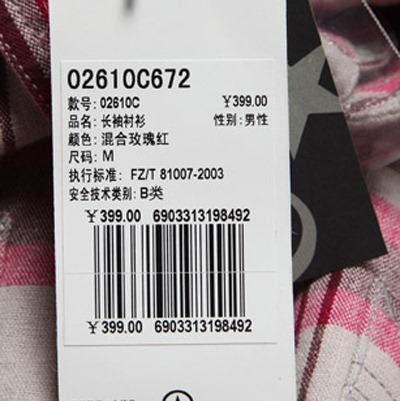 02610C672
款号: 02610C ￥399.00
品名: 长袖衬衫 性别: 男性
颜色: 混合玫瑰红
尺码: M
执行标准: FZ/T 81007-2003
安全技术类别: B类
￥399.00 6903313198492
￥399.00 6903313198492